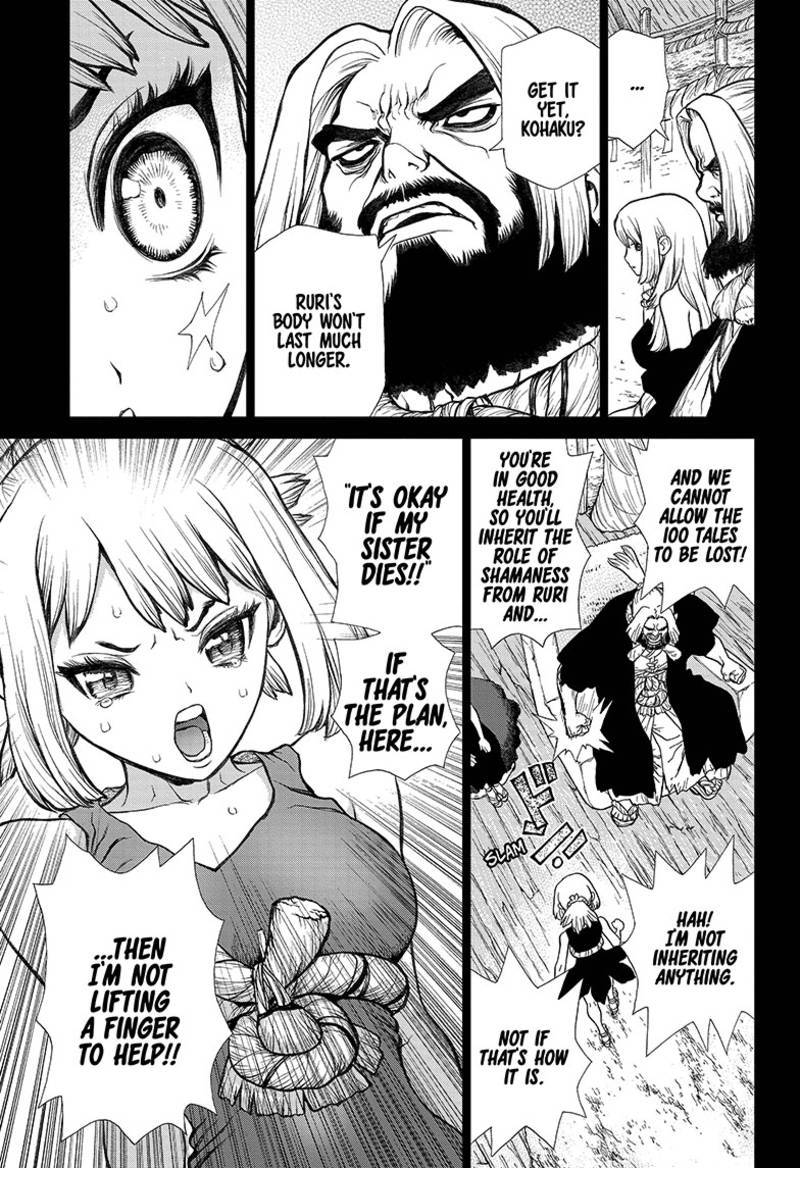 ...
GET IT
YET,
KOHAKU?
RURI'S
BODY WON'T
LAST MUCH
LONGER.
AND WE
CANNOT
ALLOW THE
100 TALES
TO BE LOST!
YOU'RE
IN GOOD
HEALTH,
SO YOU'LL
INHERIT THE
ROLE OF
SHAMANESS
FROM RURI
AND...
ドン!!
SLAM
HAH!
I'M NOT
INHERITING
ANYTHING.
NOT IF
THAT'S HOW
IT IS.
"IT'S OKAY
IF MY
SISTER
DIES!!"
IF
THAT'S
THE PLAN,
HERE...
...THEN
I'M NOT
LIFTING
A FINGER
TO HELP!!